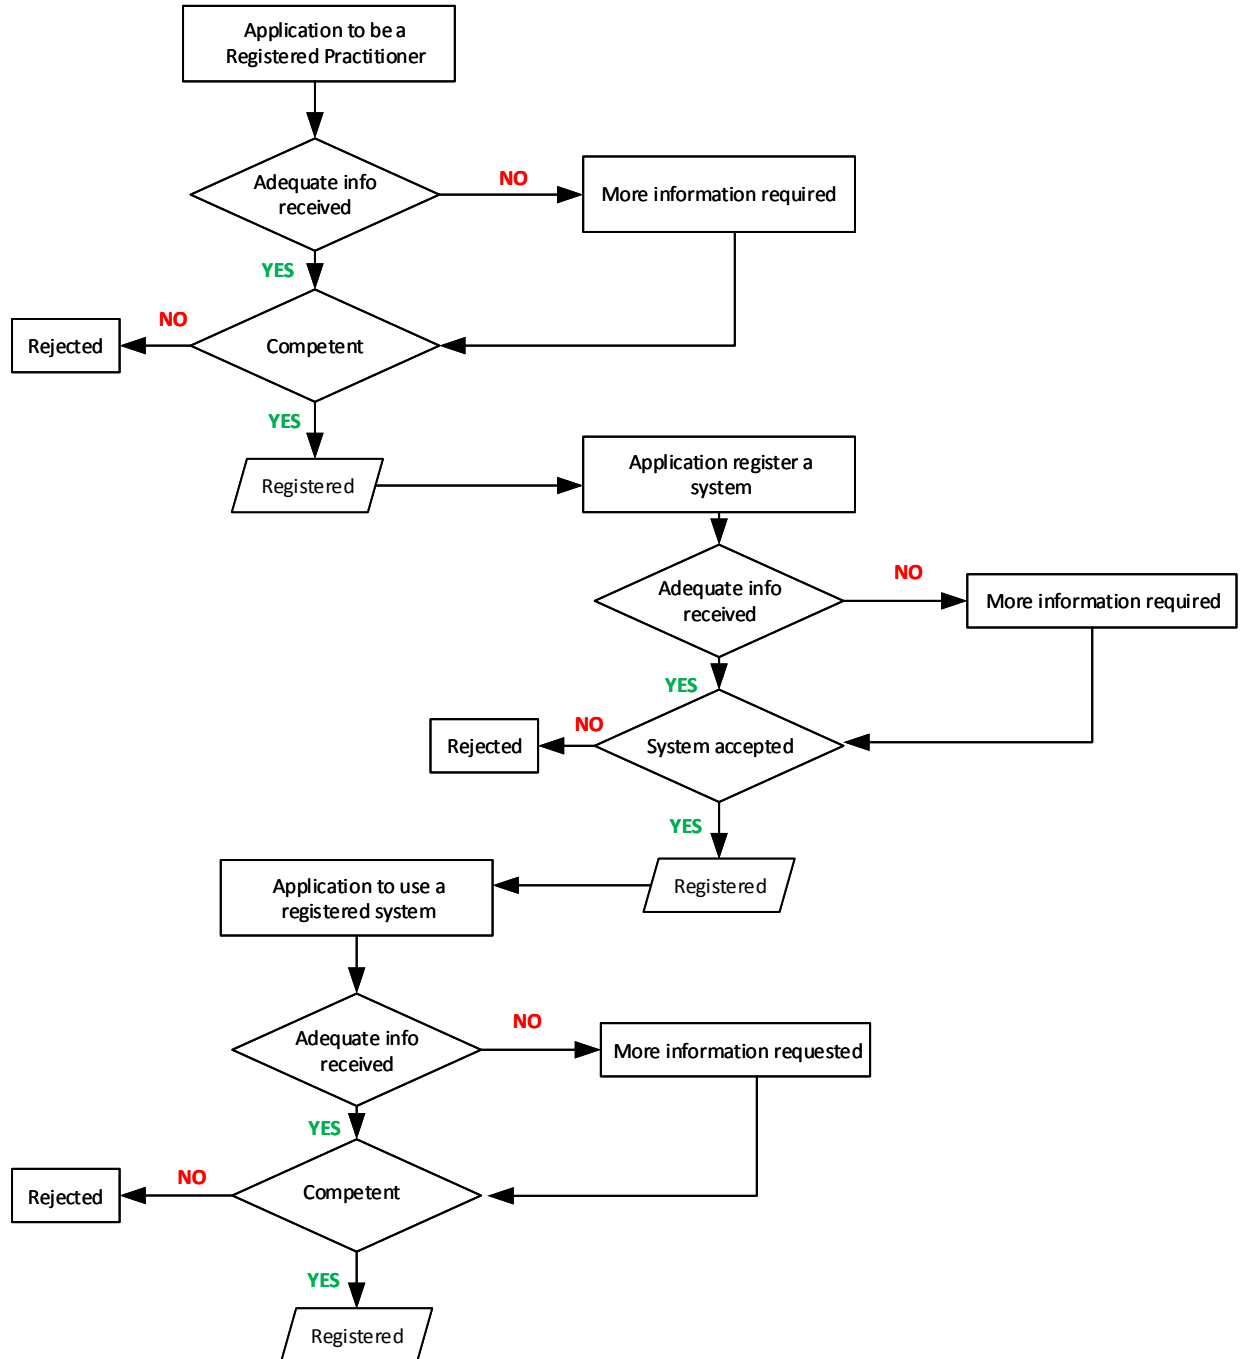 Application to be a
Registered Practitioner
Adequate info
received
NO
More information required
YES
NO
Rejected
Competent
YES
Registered
Application register a
system
Adequate info
received
NO
More information required
YES
NO
Rejected
System accepted
YES
Registered
Application to use a
registered system
Adequate info
received
NO
More information requested
YES
NO
Rejected
Competent
YES
Registered